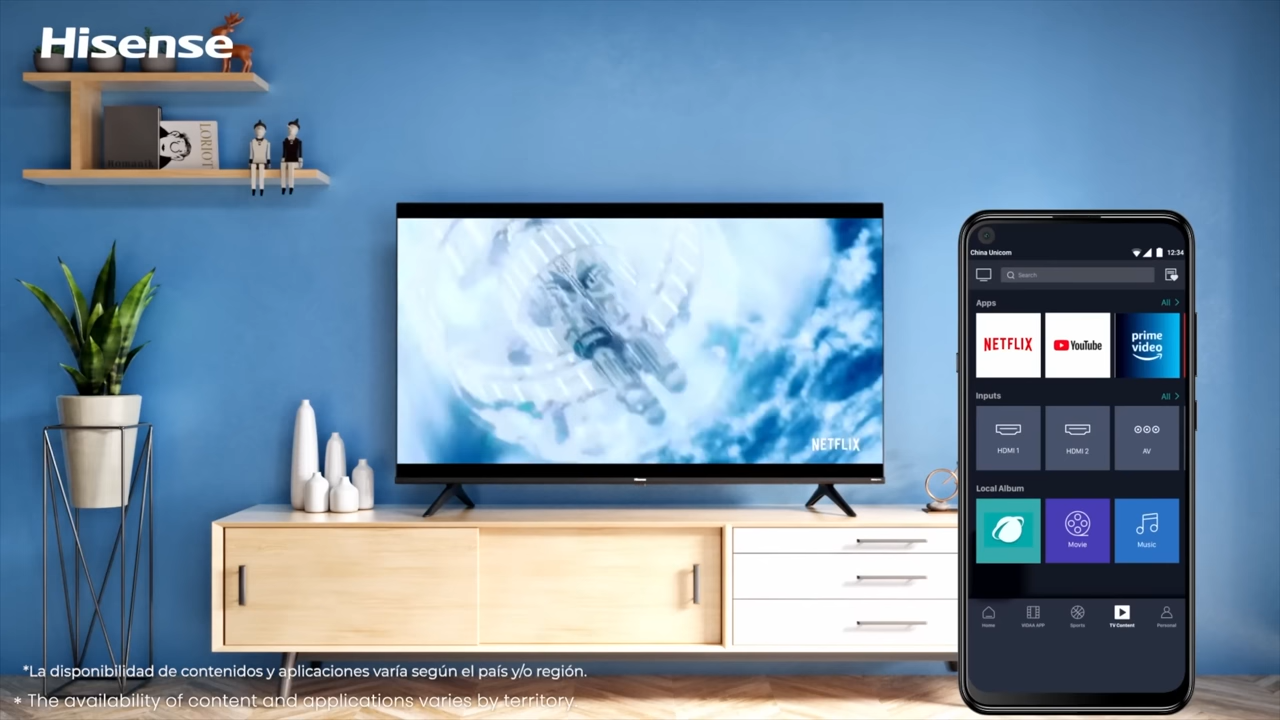 Hisense
Romantik
LORIOT
NETFLIX
Hisense
China Unicom
12:34
Search
Apps
All >
NETFLIX
YouTube
prime video
Inputs
All >
HDMI 1
HDMI 2
AV
Local Album
Movie
Music
Home
VIDAA APP
Sports
TV Content
Personal
*La disponibilidad de contenidos y aplicaciones varía según el país y/o región.
* The availability of content and applications varies by territory